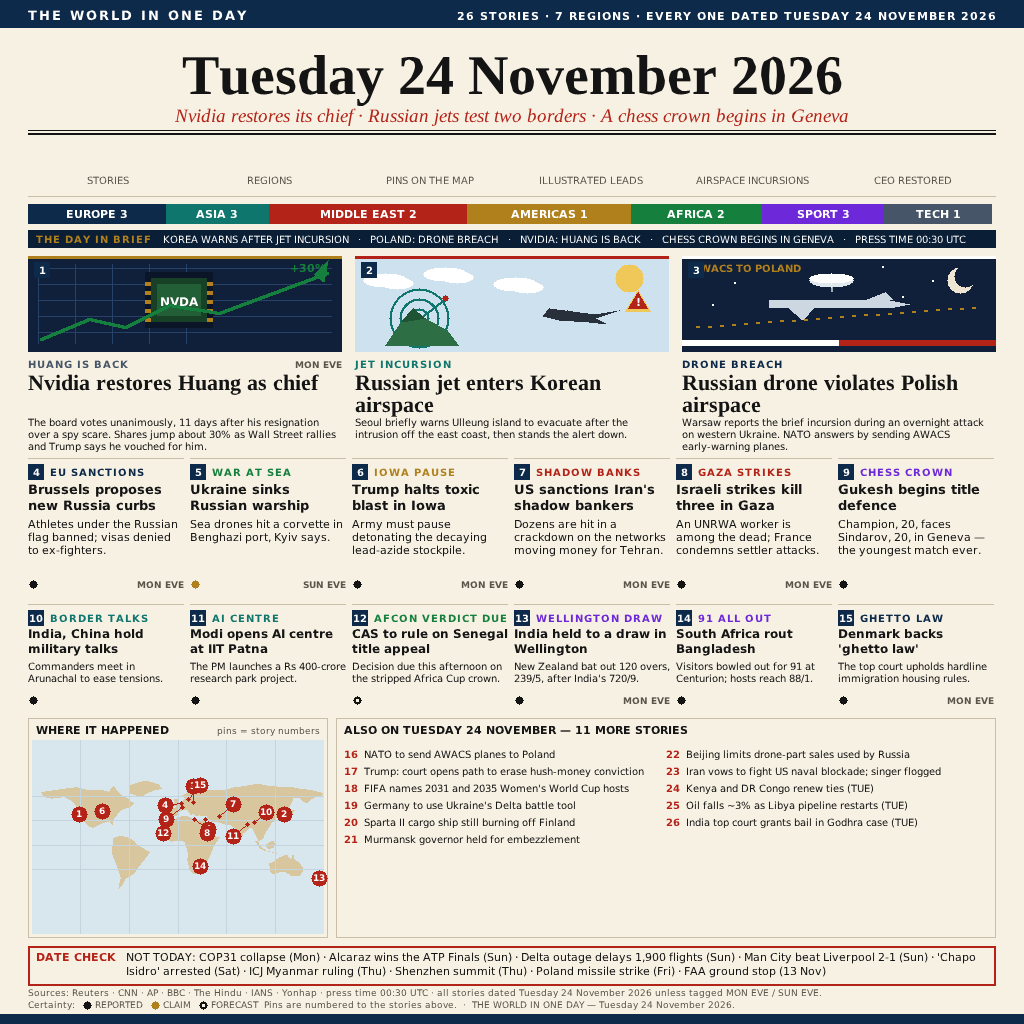 THE WORLD IN ONE DAY
26 STORIES · 7 REGIONS · EVERY ONE DATED TUESDAY 24 NOVEMBER 2026
Tuesday 24 November 2026
Nvidia restores its chief · Russian jets test two borders · A chess crown begins in Geneva
STORIES REGIONS PINS ON THE MAP ILLUSTRATED LEADS AIRSPACE INCURSIONS CEO RESTORED
EUROPE 3 ASIA 3 MIDDLE EAST 2 AMERICAS 1 AFRICA 2 SPORT 3 TECH 1
THE DAY IN BRIEF KOREA WARNS AFTER JET INCURSION · POLAND: DRONE BREACH · NVIDIA: HUANG IS BACK · CHESS CROWN BEGINS IN GENEVA · PRESS TIME 00:30 UTC
1
+30%
NVDA
HUANG IS BACK
MON EVE
Nvidia restores Huang as chief
The board votes unanimously, 11 days after his resignation
over a spy scare. Shares jump about 30% as Wall Street rallies
and Trump says he vouched for him.
2
!
JET INCURSION
Russian jet enters Korean
airspace
Seoul briefly warns Ulleung island to evacuate after the
intrusion off the east coast, then stands the alert down.
3
TO POLAND
DRONE BREACH
Russian drone violates Polish
airspace
Warsaw reports the brief incursion during an overnight attack
on western Ukraine. NATO answers by sending AWACS
early-warning planes.
4 EU SANCTIONS
Brussels proposes
new Russia curbs
Athletes under the Russian
flag banned; visas denied
to ex-fighters.
MON EVE
5 WAR AT SEA
Ukraine sinks
Russian warship
Sea drones hit a corvette in
Benghazi port, Kyiv says.
SUN EVE
6 IOWA PAUSE
Trump halts toxic
blast in Iowa
Army must pause
detonating the decaying
lead-azide stockpile.
MON EVE
7 SHADOW BANKS
US sanctions Iran's
shadow bankers
Dozens are hit in a
crackdown on the networks
moving money for Tehran.
MON EVE
8 GAZA STRIKES
Israeli strikes kill
three in Gaza
An UNRWA worker is
among the dead; France
condemns settler attacks.
MON EVE
9 CHESS CROWN
Gukesh begins title
defence
Champion, 20, faces
Sindarov, 20, in Geneva —
the youngest match ever.
10 BORDER TALKS
India, China hold
military talks
Commanders meet in
Arunachal to ease tensions.
11 AI CENTRE
Modi opens AI centre
at IIT Patna
The PM launches a Rs 400-crore
research park project.
12 AFCON VERDICT DUE
CAS to rule on Senegal
title appeal
Decision due this afternoon on
the stripped Africa Cup crown.
13 WELLINGTON DRAW
India held to a draw in
Wellington
New Zealand bat out 120 overs,
239/5, after India's 720/9.
MON EVE
14 91 ALL OUT
South Africa rout
Bangladesh
Visitors bowled out for 91 at
Centurion; hosts reach 88/1.
15 GHETTO LAW
Denmark backs
'ghetto law'
The top court upholds hardline
immigration housing rules.
MON EVE
WHERE IT HAPPENED
pins = story numbers
15
4 7
1 6 9 10 2
12 8 11
14
13
ALSO ON TUESDAY 24 NOVEMBER — 11 MORE STORIES
16 NATO to send AWACS planes to Poland
17 Trump: court opens path to erase hush-money conviction
18 FIFA names 2031 and 2035 Women's World Cup hosts
19 Germany to use Ukraine's Delta battle tool
20 Sparta II cargo ship still burning off Finland
21 Murmansk governor held for embezzlement
22 Beijing limits drone-part sales used by Russia
23 Iran vows to fight US naval blockade; singer flogged
24 Kenya and DR Congo renew ties (TUE)
25 Oil falls ~3% as Libya pipeline restarts (TUE)
26 India top court grants bail in Godhra case (TUE)
DATE CHECK NOT TODAY: COP31 collapse (Mon) · Alcaraz wins the ATP Finals (Sun) · Delta outage delays 1,900 flights (Sun) · Man City beat Liverpool 2-1 (Sun) · 'Chapo
Isidro' arrested (Sat) · ICJ Myanmar ruling (Thu) · Shenzhen summit (Thu) · Poland missile strike (Fri) · FAA ground stop (13 Nov)
Sources: Reuters · CNN · AP · BBC · The Hindu · IANS · Yonhap · press time 00:30 UTC · all stories dated Tuesday 24 November 2026 unless tagged MON EVE / SUN EVE.
Certainty: REPORTED CLAIM FORECAST Pins are numbered to the stories above. · THE WORLD IN ONE DAY — Tuesday 24 November 2026.